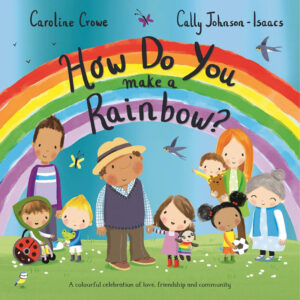 Caroline Crowe
Cally Johnson-Isaacs
How Do You
make a
Rainbow?
A colourful celebration of love, friendship and community